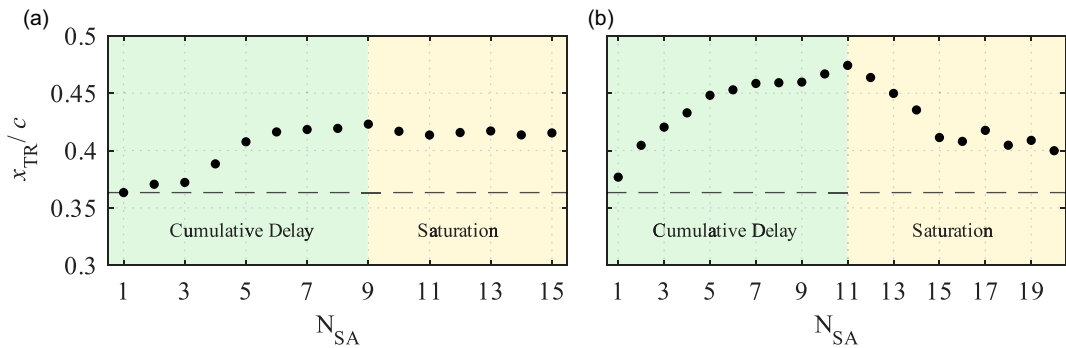 (a)
(b)
0.5
0.45
0.4
0.35
0.3
x_TR / c
Cumulative Delay
Saturation
Cumulative Delay
Saturation
1 3 5 7 9 11 13 15
1 3 5 7 9 11 13 15 17 19
N_SA
N_SA